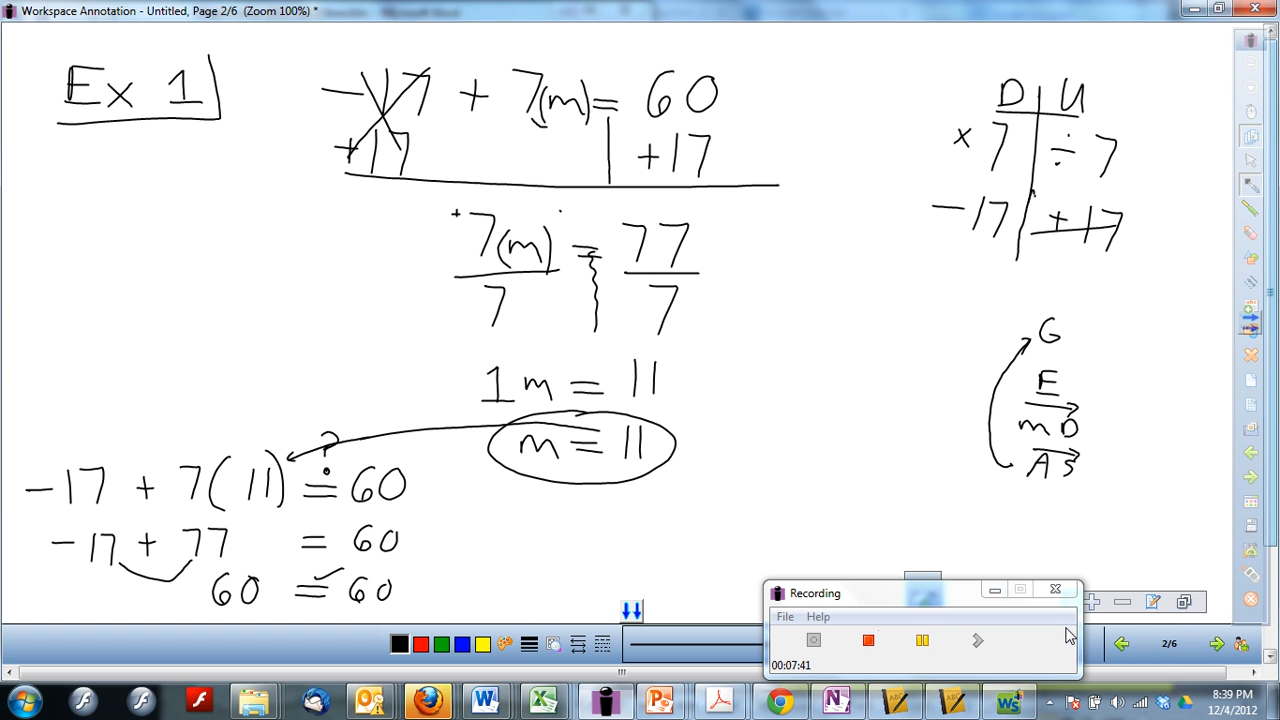 Workspace Annotation - Untitled, Page 2/6 (Zoom 100%) *
Ex 1
-17 + 7(m) = 60
+17 +17
7(m) = 77
7 7
1m = 11
m = 11
-17 + 7(11) ≟ 60
-17 + 77 = 60
60 = 60 ✓
D | U
×7 | ÷7
-17 | +17
G
E
mD
AS
Recording
File Help
00:07:41
2/6
8:39 PM
12/4/2012